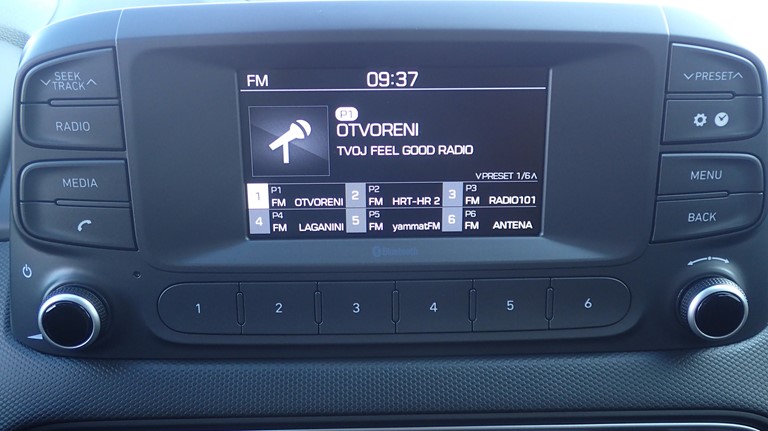 SEEK
TRACK
RADIO
MEDIA
FM 09:37
P1
OTVORENI
TVOJ FEEL GOOD RADIO
PRESET 1/6
1 P1 FM OTVORENI 2 P2 FM HRT-HR 2 3 P3 FM RADIO101
4 P4 FM LAGANINI 5 P5 FM yammatFM 6 P6 FM ANTENA
Bluetooth
PRESET
MENU
BACK
1 2 3 4 5 6